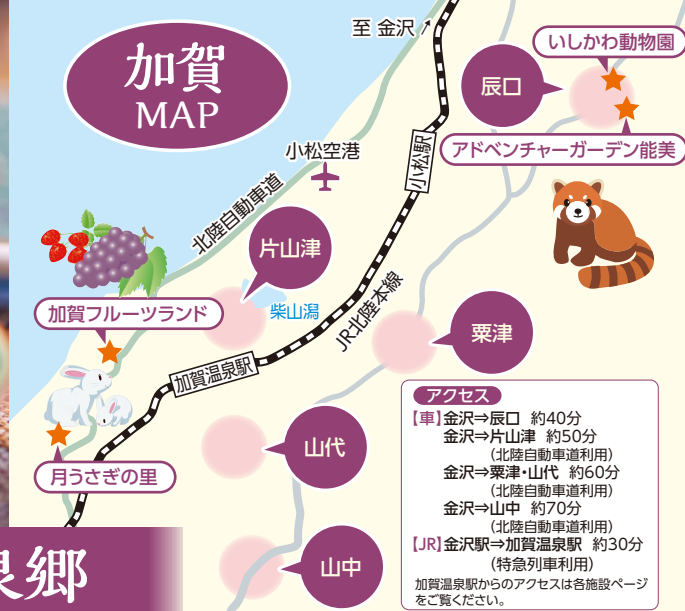 加賀
MAP
至 金沢
いしかわ動物園
辰口
アドベンチャーガーデン能美
小松空港
小松駅
北陸自動車道
片山津
柴山潟
JR北陸本線
加賀フルーツランド
粟津
加賀温泉駅
山代
月うさぎの里
山中
アクセス
【車】金沢⇒辰口 約40分
金沢⇒片山津 約50分
(北陸自動車道利用)
金沢⇒粟津・山代 約60分
(北陸自動車道利用)
金沢⇒山中 約70分
(北陸自動車道利用)
【JR】金沢駅⇒加賀温泉駅 約30分
(特急列車利用)
加賀温泉駅からのアクセスは各施設ページ
をご覧ください。
郷